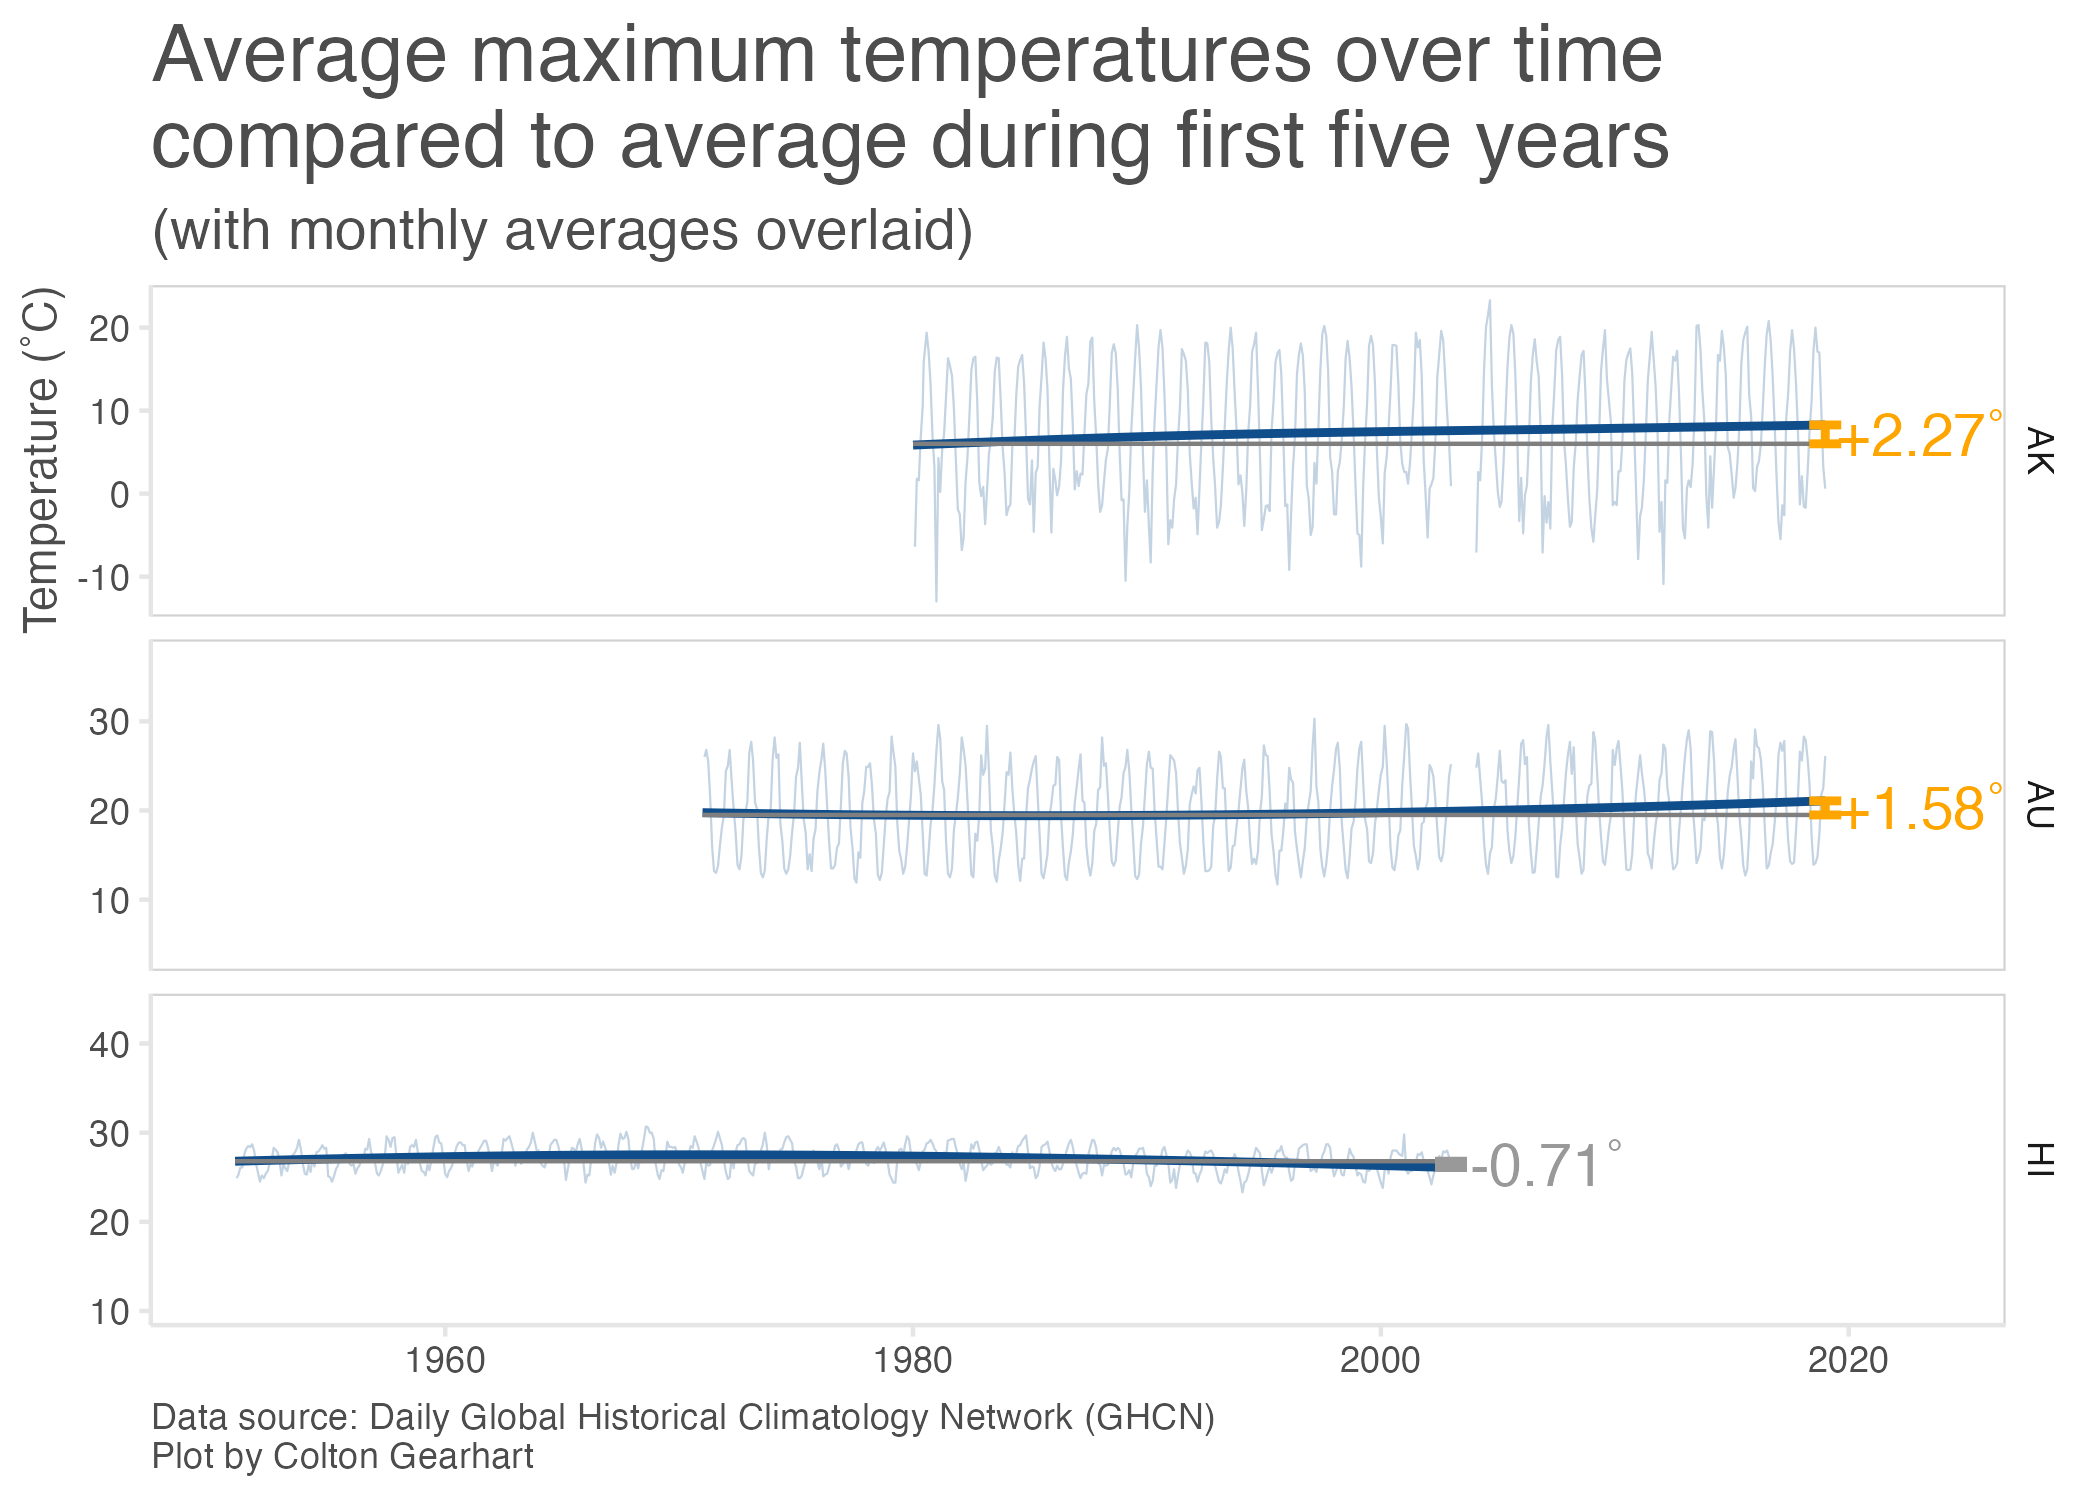 Average maximum temperatures over time
compared to average during first five years
(with monthly averages overlaid)
Temperature (˚C)
20
10
0
-10
+2.27°
AK
30
20
10
+1.58°
AU
40
30
20
10
-0.71°
HI
1960
1980
2000
2020
Data source: Daily Global Historical Climatology Network (GHCN)
Plot by Colton Gearhart